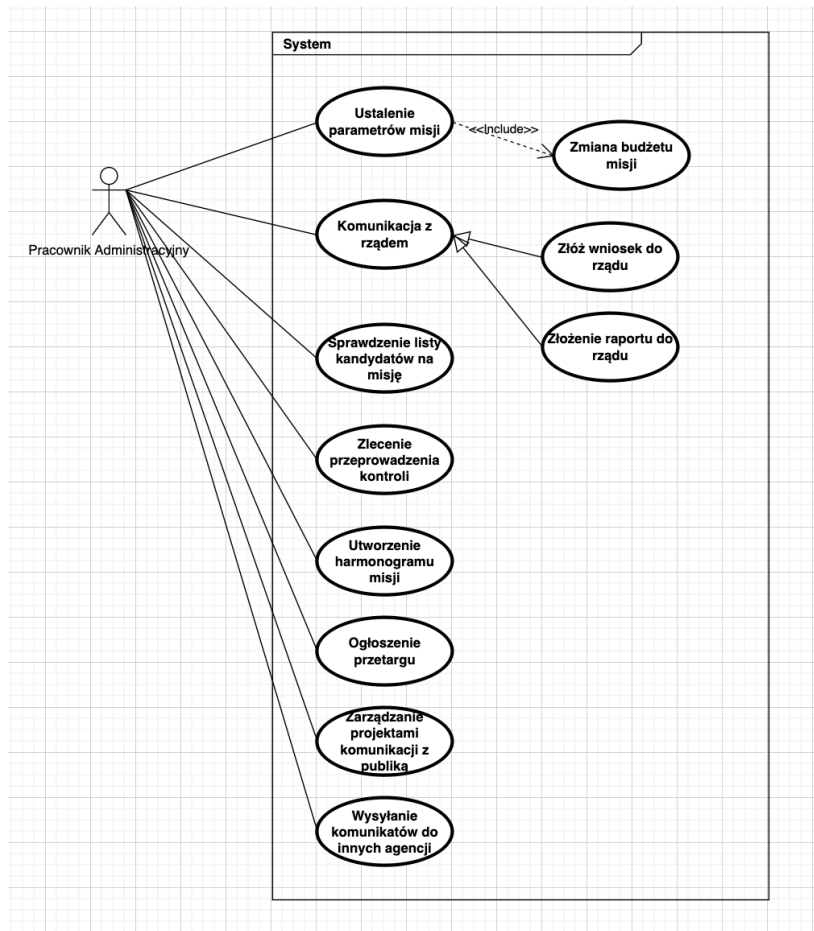 System
Ustalenie
parametrów misji
<<Include>>
Zmiana budżetu
misji
Pracownik Administracyjny
Komunikacja z
rządem
Złóż wniosek do
rządu
Złożenie raportu do
rządu
Sprawdzenie listy
kandydatów na
misję
Zlecenie
przeprowadzenia
kontroli
Utworzenie
harmonogramu
misji
Ogłoszenie
przetargu
Zarządzanie
projektami
komunikacji z
publiką
Wysyłanie
komunikatów do
innych agencji